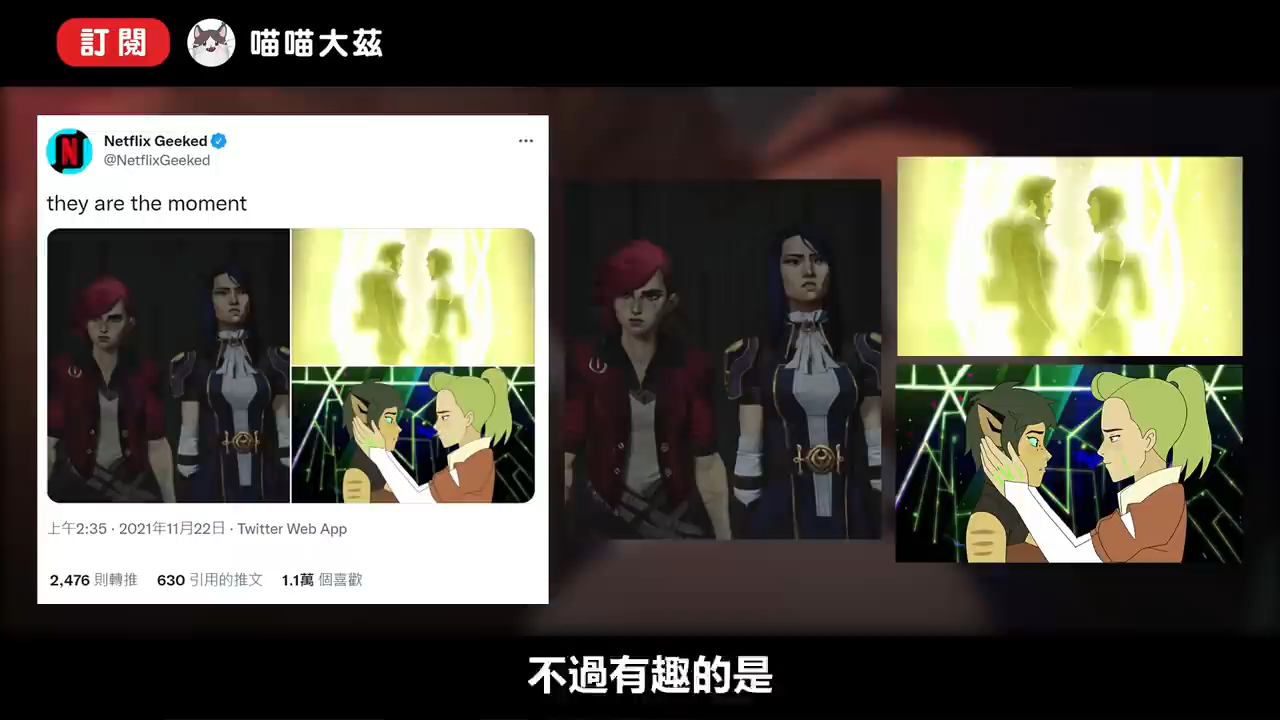 訂閱
喵喵大茲
Netflix Geeked
@NetflixGeeked
they are the moment
上午2:35 · 2021年11月22日 · Twitter Web App
2,476 則轉推 630 引用的推文 1.1萬 個喜歡
不過有趣的是